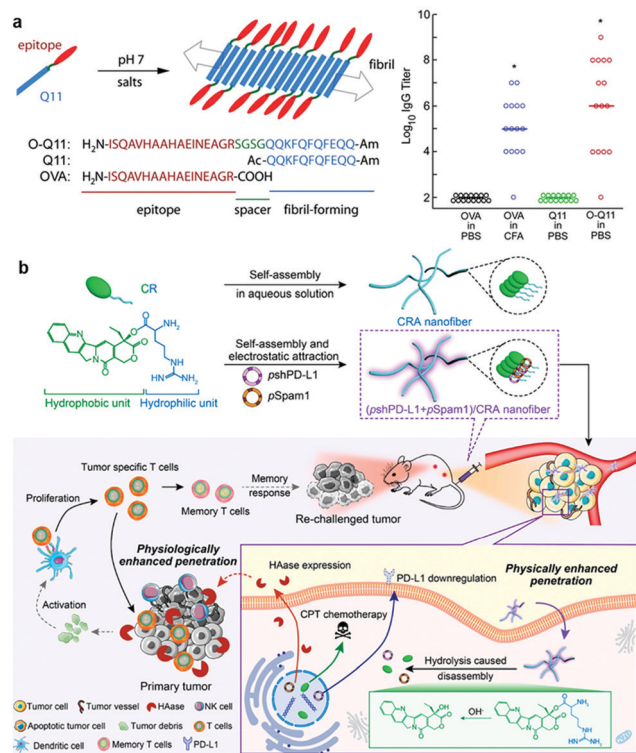 a
epitope
Q11
pH 7
salts
fibril
O-Q11: H2N-ISQAVHAAHAEINEAGRSGSGQQKFQFQFEQQ-Am
Q11: Ac-QQKFQFQFEQQ-Am
OVA: H2N-ISQAVHAAHAEINEAGR-COOH
epitope spacer fibril-forming
Log10 IgG Titer
10
8
6
4
2
*
*
OVA in PBS
OVA in CFA
Q11 in PBS
O-Q11 in PBS
b
CR
Self-assembly
in aqueous solution
CRA nanofiber
Self-assembly and
electrostatic attraction
pshPD-L1
pSpam1
(pshPD-L1+pSpam1)/CRA nanofiber
O
NH2
N
N
O
O
OH
O
HN
NH
H2N
Hydrophobic unit Hydrophilic unit
Tumor specific T cells
Proliferation
Memory T cells
Memory
response
Re-challenged tumor
Physiologically
enhanced penetration
HAase expression
PD-L1 downregulation
Physically enhanced
penetration
CPT chemotherapy
Activation
Hydrolysis caused
disassembly
Primary tumor
OH-
Tumor cell Tumor vessel HAase NK cell
Apoptotic tumor cell Tumor debris T cells
Dendritic cell Memory T cells PD-L1